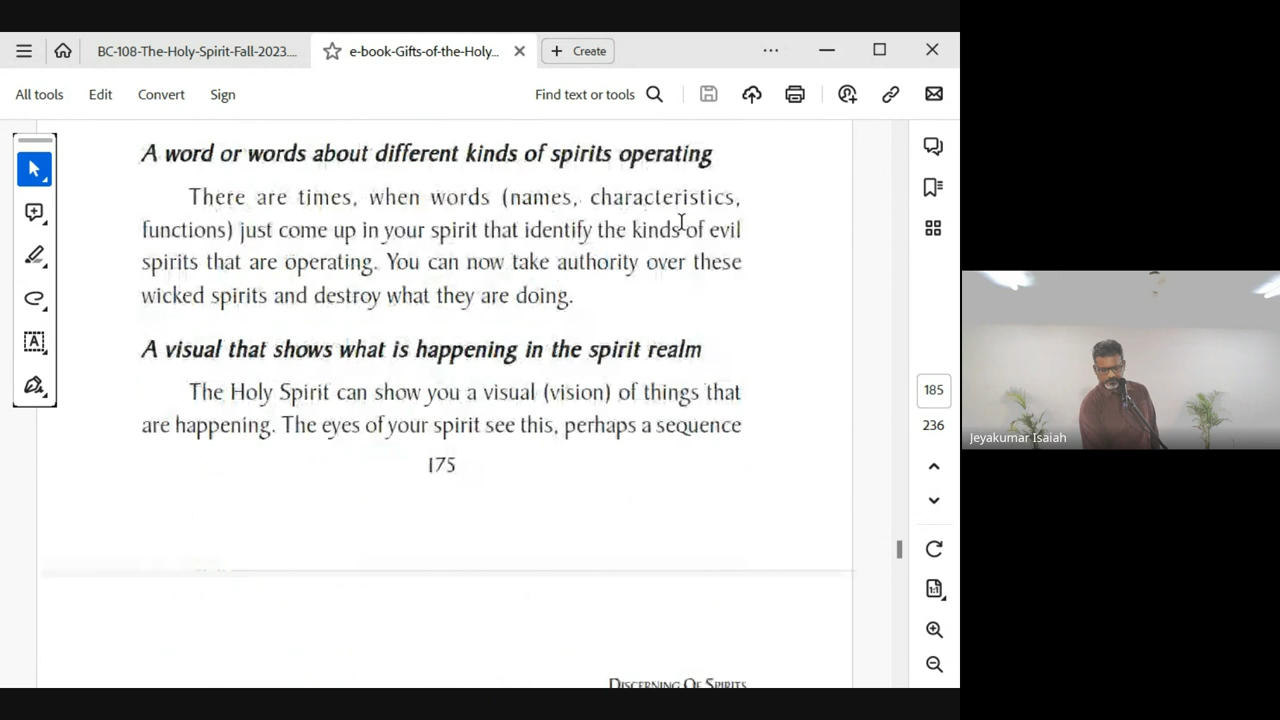 BC-108-The-Holy-Spirit-Fall-2023....
e-book-Gifts-of-the-Holy...
Create
All tools
Edit
Convert
Sign
Find text or tools
A word or words about different kinds of spirits operating
There are times, when words (names, characteristics,
functions) just come up in your spirit that identify the kinds of evil
spirits that are operating. You can now take authority over these
wicked spirits and destroy what they are doing.
A visual that shows what is happening in the spirit realm
The Holy Spirit can show you a visual (vision) of things that
are happening. The eyes of your spirit see this, perhaps a sequence
175
DISCERNING OF SPIRITS
185
236
1:1
Jeyakumar Isaiah